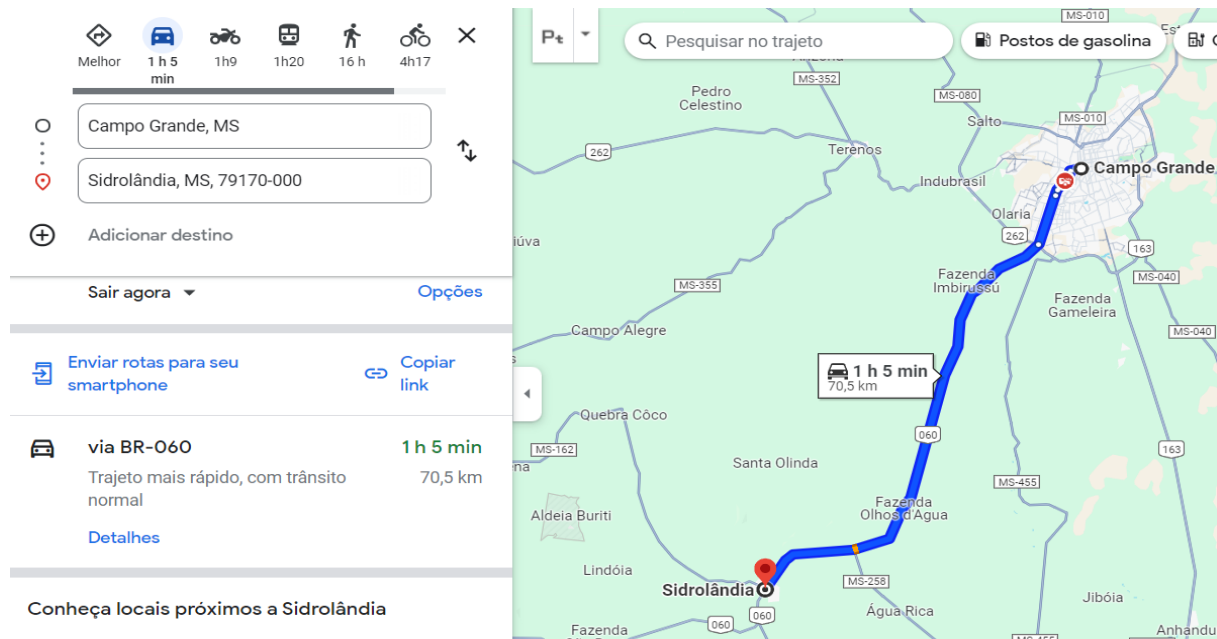 Melhor
1 h 5
min
1h9
1h20
16 h
4h17
Campo Grande, MS
Sidrolândia, MS, 79170-000
Adicionar destino
Sair agora
Opções
Enviar rotas para seu
smartphone
Copiar
link
via BR-060
1 h 5 min
Trajeto mais rápido, com trânsito
normal
70,5 km
Detalhes
Conheça locais próximos a Sidrolândia
Pesquisar no trajeto
Postos de gasolina
MS-010
MS-352
Pedro
Celestino
MS-080
Salto
MS-010
262
Terenos
Indubrasil
Campo Grande
Olaria
262
163
MS-040
iúva
MS-355
Fazenda
Imbirussú
Fazenda
Gameleira
Campo Alegre
MS-040
1 h 5 min
70,5 km
Quebra Côco
060
MS-162
na
Santa Olinda
163
MS-455
Fazenda
Olhos d'Agua
Aldeia Buriti
Lindóia
Sidrolândia
MS-258
Jibóia
Água Rica
060
060
Fazenda
Anhandu
MS-455